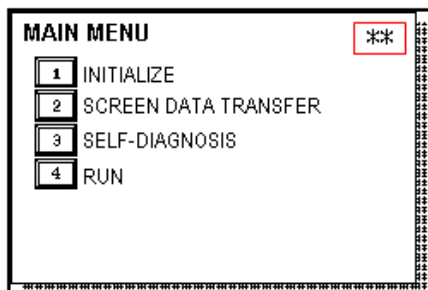 MAIN MENU
**
1 INITIALIZE
2 SCREEN DATA TRANSFER
3 SELF-DIAGNOSIS
4 RUN